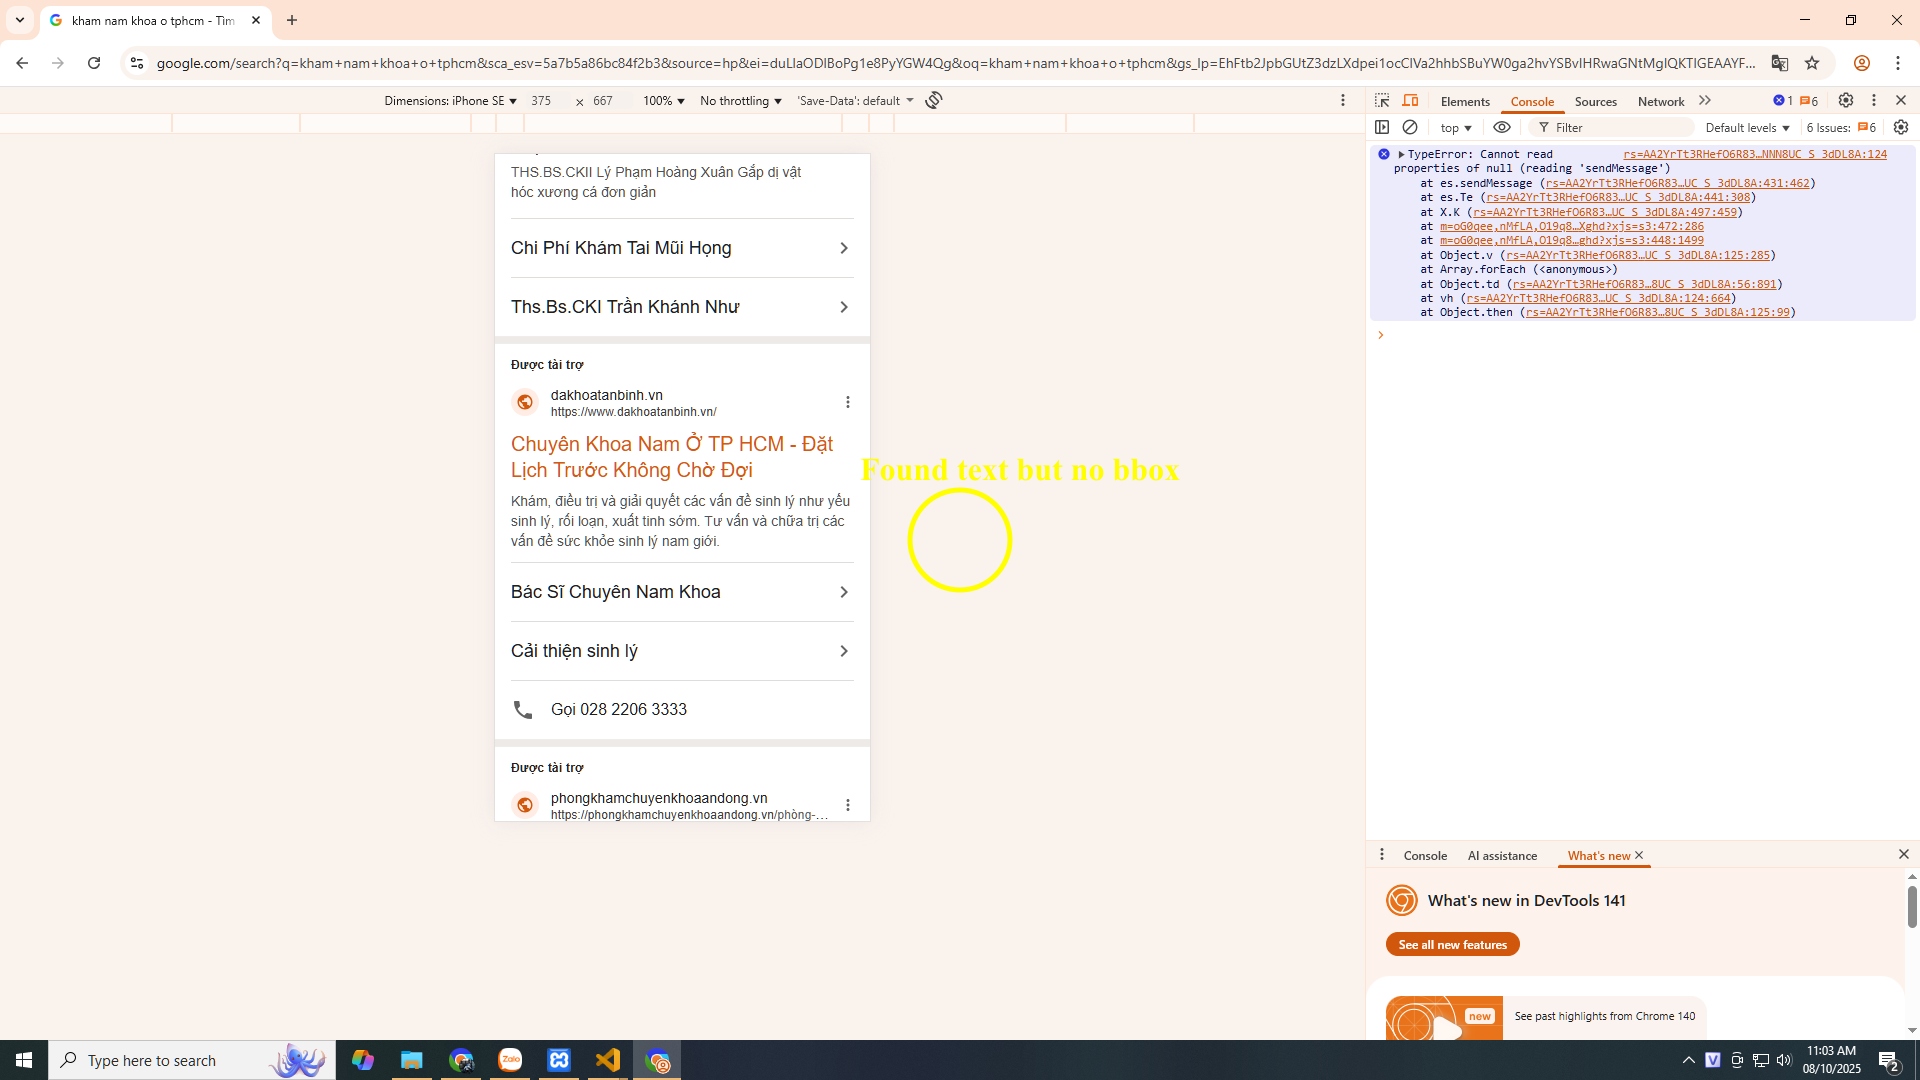 kham nam khoa o tphcm - Tìm
google.com/search?q=kham+nam+khoa+o+tphcm&sca_esv=5a7b5a86bc84f2b3&source=hp&ei=duLIaODIBoPg1e8PyYGW4Qg&oq=kham+nam+khoa+o+tphcm&gs_lp=EhFtb2JpbGUtZ3dzLXdpei1ocCIVa2hhbSBuYW0ga2hvYSBvIHRwaGNtMgIQKTIGEAAYF...
Dimensions: iPhone SE 375 × 667 100% No throttling 'Save-Data': default
THS.BS.CKII Lý Phạm Hoàng Xuân Gắp dị vật
hóc xương cá đơn giản
Chi Phí Khám Tai Mũi Họng
Ths.Bs.CKI Trần Khánh Như
Được tài trợ
dakhoatanbinh.vn
https://www.dakhoatanbinh.vn/
Chuyên Khoa Nam Ở TP HCM - Đặt
Lịch Trước Không Chờ Đợi
Khám, điều trị và giải quyết các vấn đề sinh lý như yếu
sinh lý, rối loạn, xuất tinh sớm. Tư vấn và chữa trị các
vấn đề sức khỏe sinh lý nam giới.
Bác Sĩ Chuyên Nam Khoa
Cải thiện sinh lý
Gọi 028 2206 3333
Được tài trợ
phongkhamchuyenkhoaandong.vn
https://phongkhamchuyenkhoaandong.vn/phòng-...
Found text but no bbox
Elements Console Sources Network 1 6
top Filter Default levels 6 Issues: 6
TypeError: Cannot read rs=AA2YrTt3RHefO6R83…NNN8UC_S_3dDL8A:124
properties of null (reading 'sendMessage')
at es.sendMessage (rs=AA2YrTt3RHefO6R83…UC_S_3dDL8A:431:462)
at es.Te (rs=AA2YrTt3RHefO6R83…UC_S_3dDL8A:441:308)
at X.K (rs=AA2YrTt3RHefO6R83…UC_S_3dDL8A:497:459)
at m=oG0qee,nMfLA,O19q8…Xghd?xjs=s3:472:286
at m=oG0qee,nMfLA,O19q8…ghd?xjs=s3:448:1499
at Object.v (rs=AA2YrTt3RHefO6R83…UC_S_3dDL8A:125:285)
at Array.forEach (<anonymous>)
at Object.td (rs=AA2YrTt3RHefO6R83…8UC_S_3dDL8A:56:891)
at vh (rs=AA2YrTt3RHefO6R83…UC_S_3dDL8A:124:664)
at Object.then (rs=AA2YrTt3RHefO6R83…8UC_S_3dDL8A:125:99)
Console AI assistance What's new
What's new in DevTools 141
See all new features
new
See past highlights from Chrome 140
Type here to search
Zalo
V
11:03 AM
08/10/2025
2